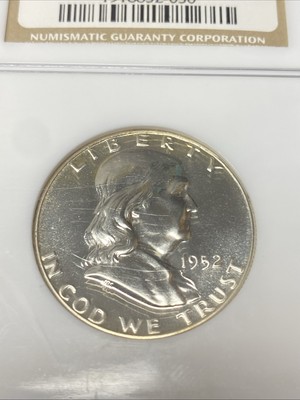 NUMISMATIC GUARANTY CORPORATION
LIBERTY
1952
IN GOD WE TRUST